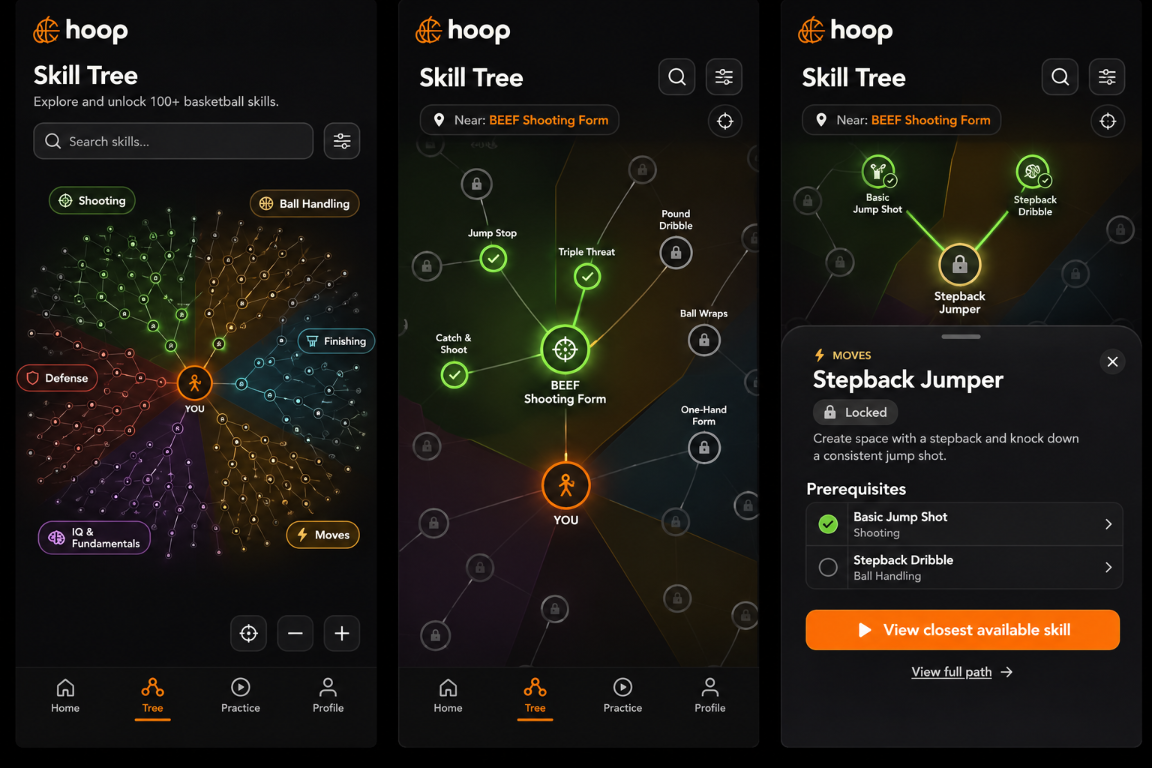 hoop
Skill Tree
Explore and unlock 100+ basketball skills.
Search skills...
Shooting
Ball Handling
Finishing
Defense
YOU
IQ &
Fundamentals
Moves
Home
Tree
Practice
Profile
hoop
Skill Tree
Near: BEEF Shooting Form
Pound
Dribble
Jump Stop
Triple Threat
Ball Wraps
Catch &
Shoot
BEEF
Shooting Form
One-Hand
Form
YOU
Home
Tree
Practice
Profile
hoop
Skill Tree
Near: BEEF Shooting Form
Basic
Jump Shot
Stepback
Dribble
Stepback
Jumper
MOVES
Stepback Jumper
Locked
Create space with a stepback and knock down
a consistent jump shot.
Prerequisites
Basic Jump Shot
Shooting
Stepback Dribble
Ball Handling
View closest available skill
View full path